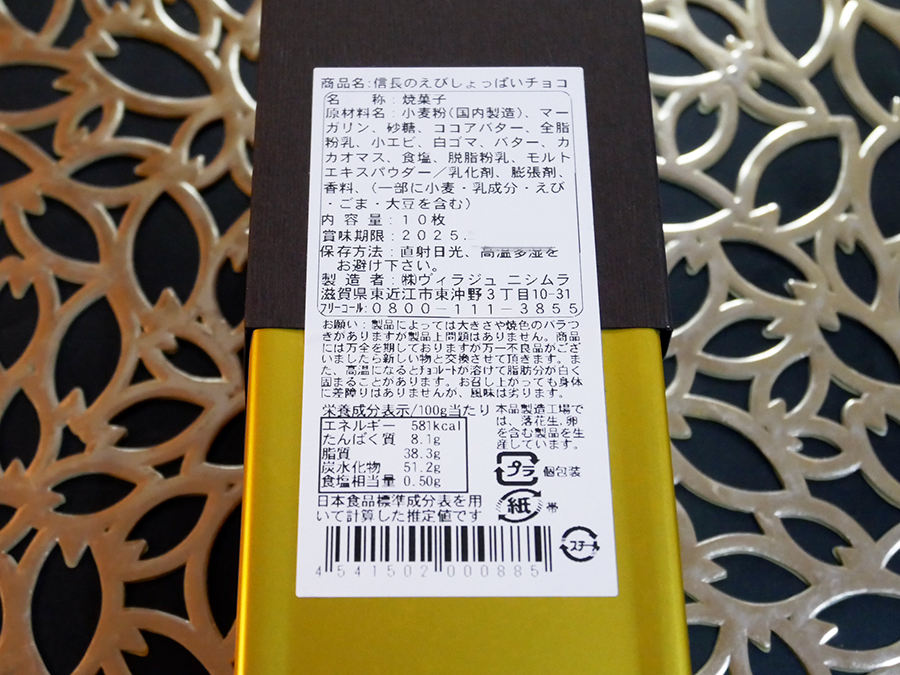 商品名:信長のえびしょっぱいチョコ
名　　称:焼菓子
原材料名:小麦粉(国内製造)、マー
ガリン、砂糖、ココアバター、全脂
粉乳、小エビ、白ゴマ、バター、カ
カオマス、食塩、脱脂粉乳、モルト
エキスパウダー/乳化剤、膨張剤、
香料、(一部に小麦・乳成分・えび
・ごま・大豆を含む)
内 容 量:10枚
賞味期限:2025.
保存方法:直射日光、高温多湿を
お避け下さい。
製 造 者:㈱ヴィラジュ ニシムラ
滋賀県東近江市東沖野3丁目10-31
フリーコール:0800-111-3855
お願い:製品によっては大きさや焼色のバラつ
きがありますが製品上問題はありません。商品
には万全を期しておりますが万一不良品がござ
いましたら新しい物と交換させて頂きます。ま
た、高温になるとチョコレートが溶けて脂肪分が白く
固まることがあります。お召し上がっても身体
に差障りはありませんが、風味は劣ります。
栄養成分表示/100g当たり
エネルギー 581kcal
たんぱく質 8.1g
脂質 38.3g
炭水化物 51.2g
食塩相当量 0.50g
日本食品標準成分表を用
いて計算した推定値です
本品製造工場で
は、落花生、卵
を含む製品を生
産しています。
プラ 個包装
紙 帯
スチール
4 541502 000885